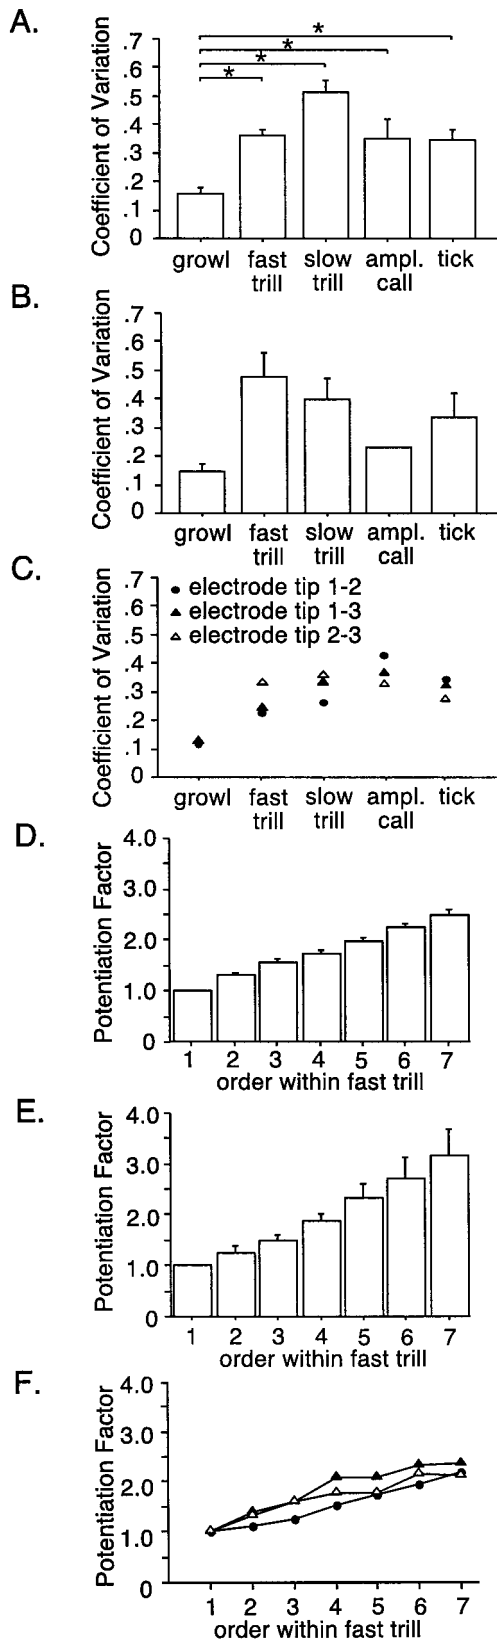 A.
Coefficient of Variation
.7
.6
.5
.4
.3
.2
.1
0
*
*
*
*
growl fast trill slow trill ampl. call tick
B.
Coefficient of Variation
.7
.6
.5
.4
.3
.2
.1
0
growl fast trill slow trill ampl. call tick
C.
Coefficient of Variation
.7
.6
.5
.4
.3
.2
.1
0
electrode tip 1-2
electrode tip 1-3
electrode tip 2-3
growl fast trill slow trill ampl. call tick
D.
Potentiation Factor
4.0
3.0
2.0
1.0
0
1 2 3 4 5 6 7
order within fast trill
E.
Potentiation Factor
4.0
3.0
2.0
1.0
0
1 2 3 4 5 6 7
order within fast trill
F.
Potentiation Factor
4.0
3.0
2.0
1.0
0
1 2 3 4 5 6 7
order within fast trill